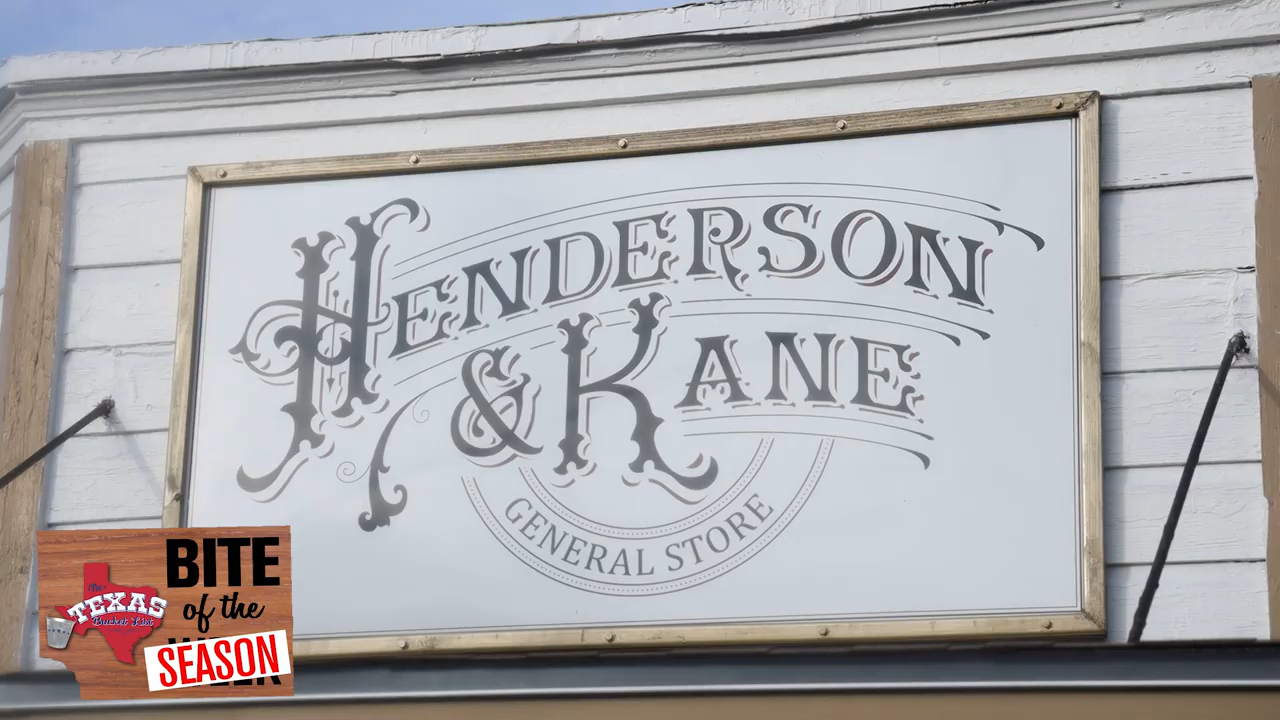 HENDERSON
& KANE
GENERAL STORE
The
TEXAS
Bucket List
BITE
of the
SEASON